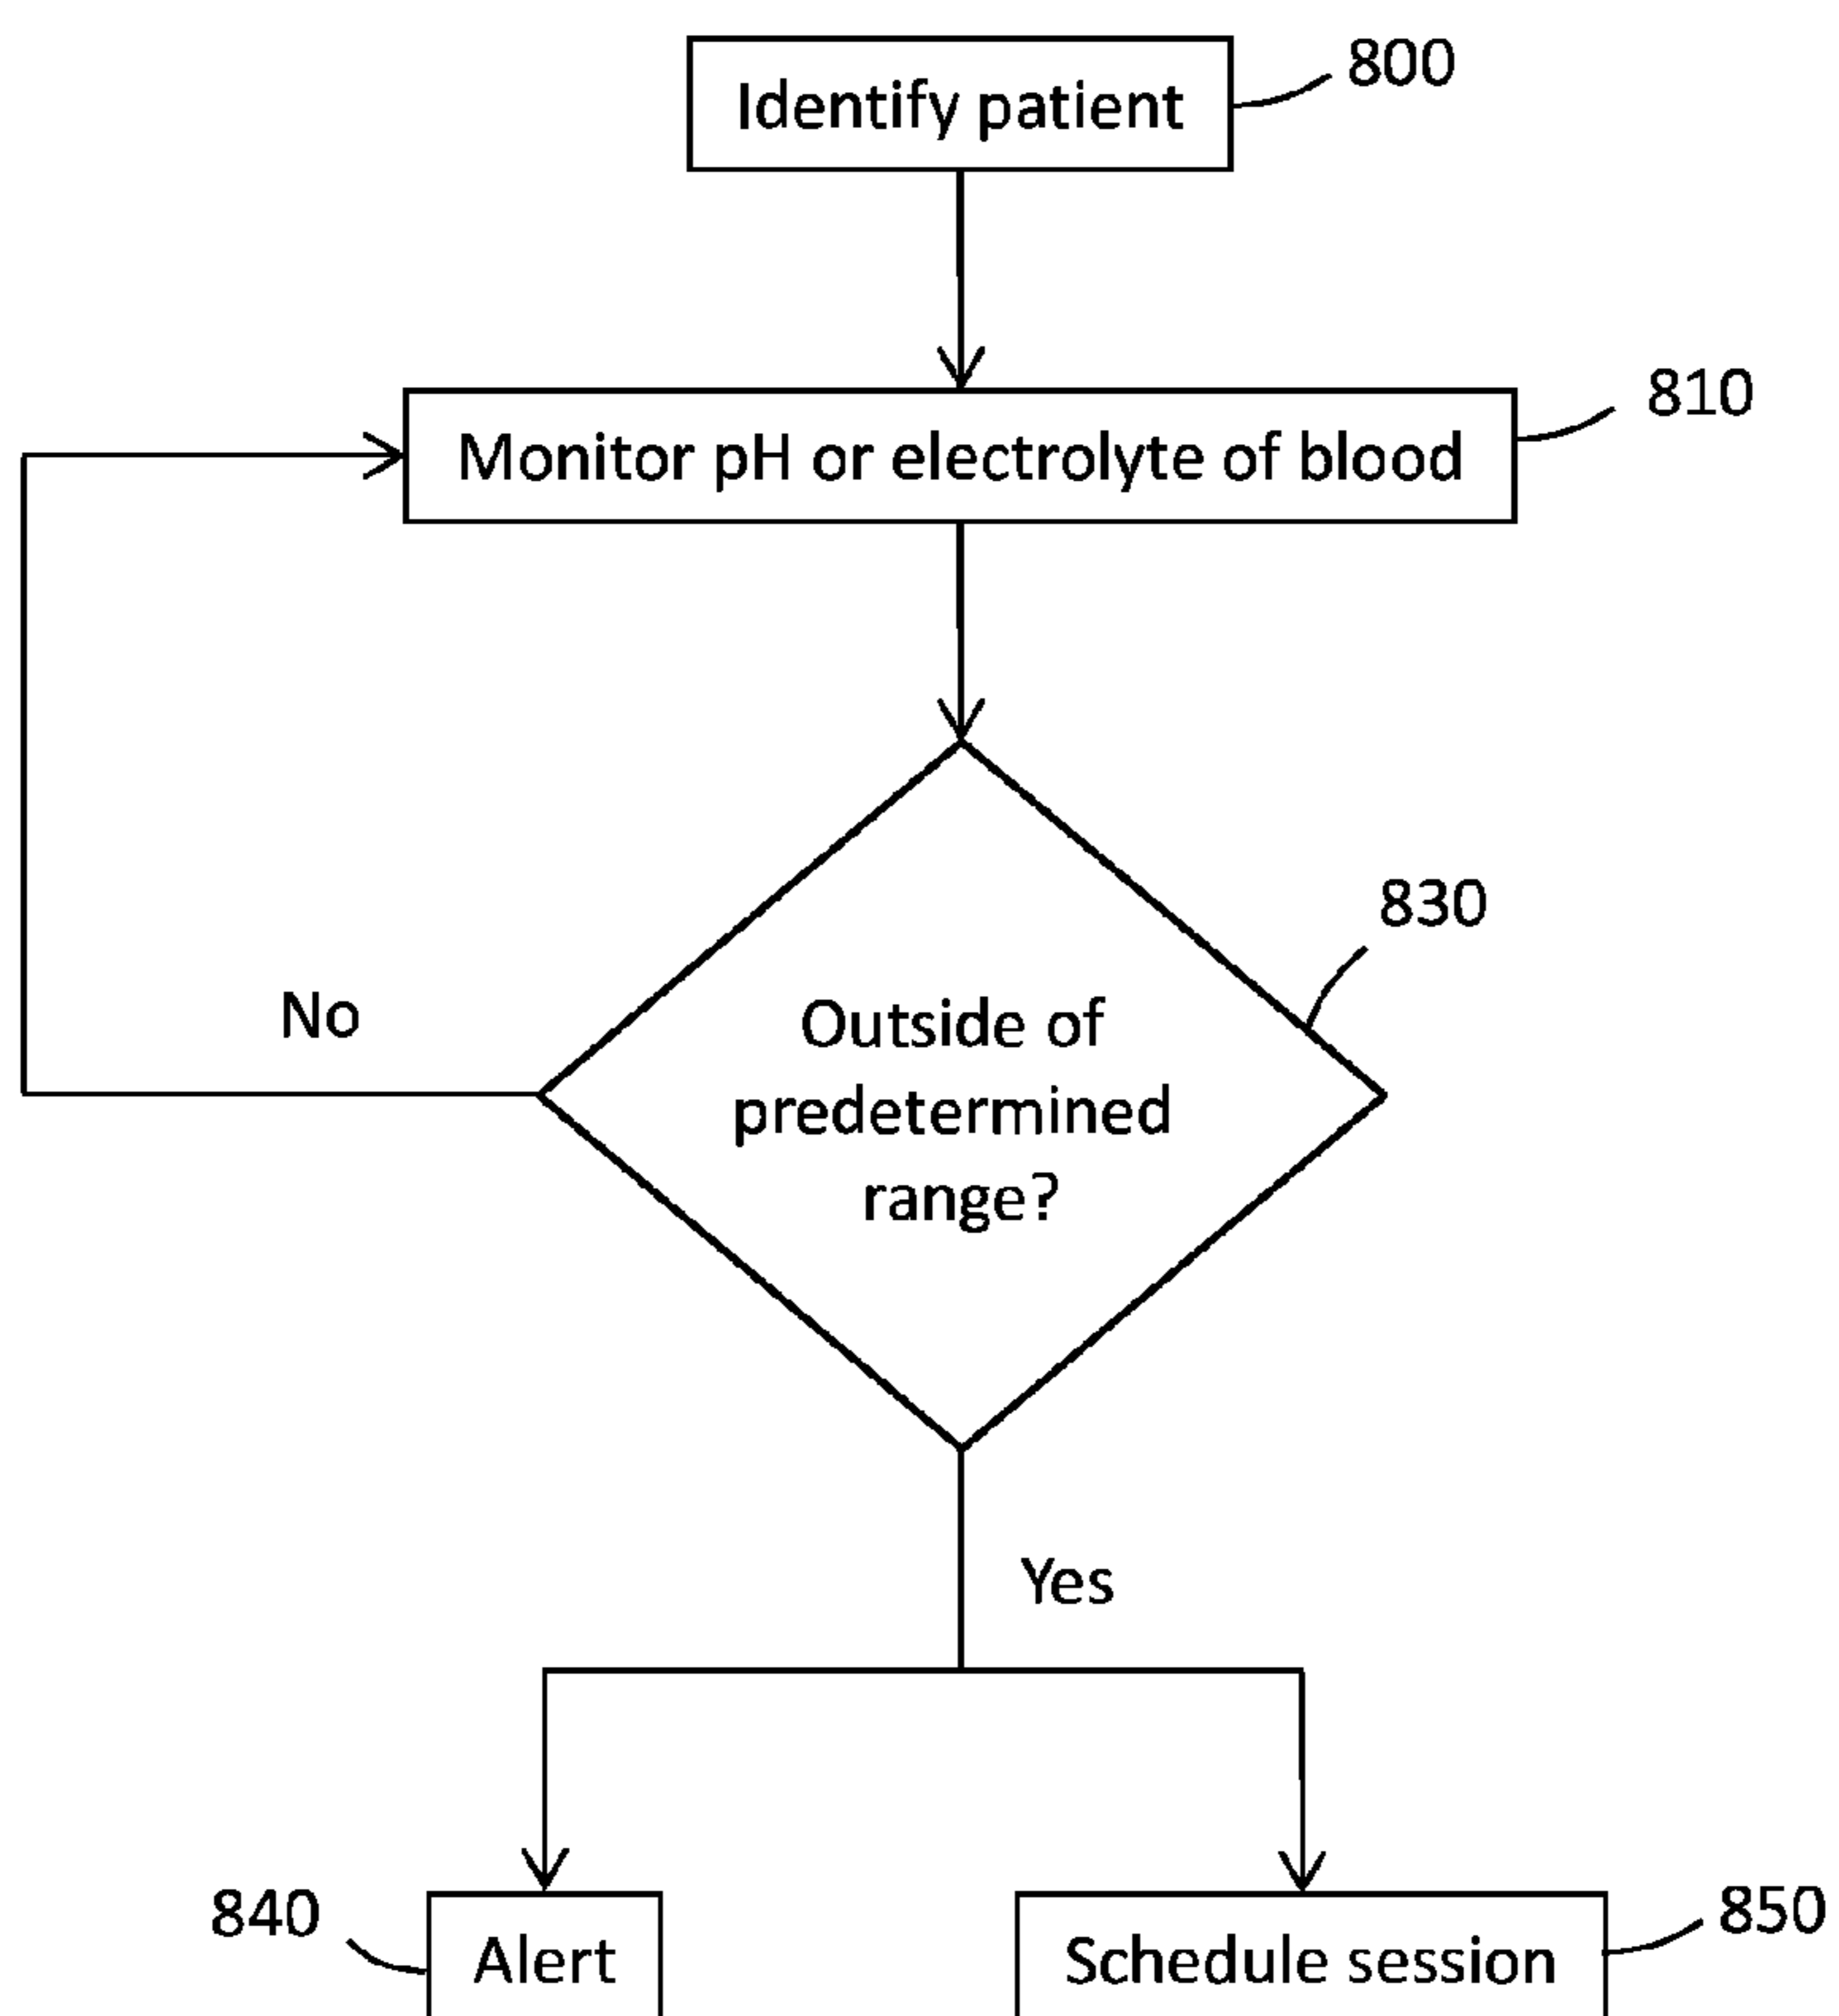 Identify patient
800
Monitor pH or electrolyte of blood
810
830
Outside of
predetermined
range?
No
Yes
840
Alert
Schedule session
850